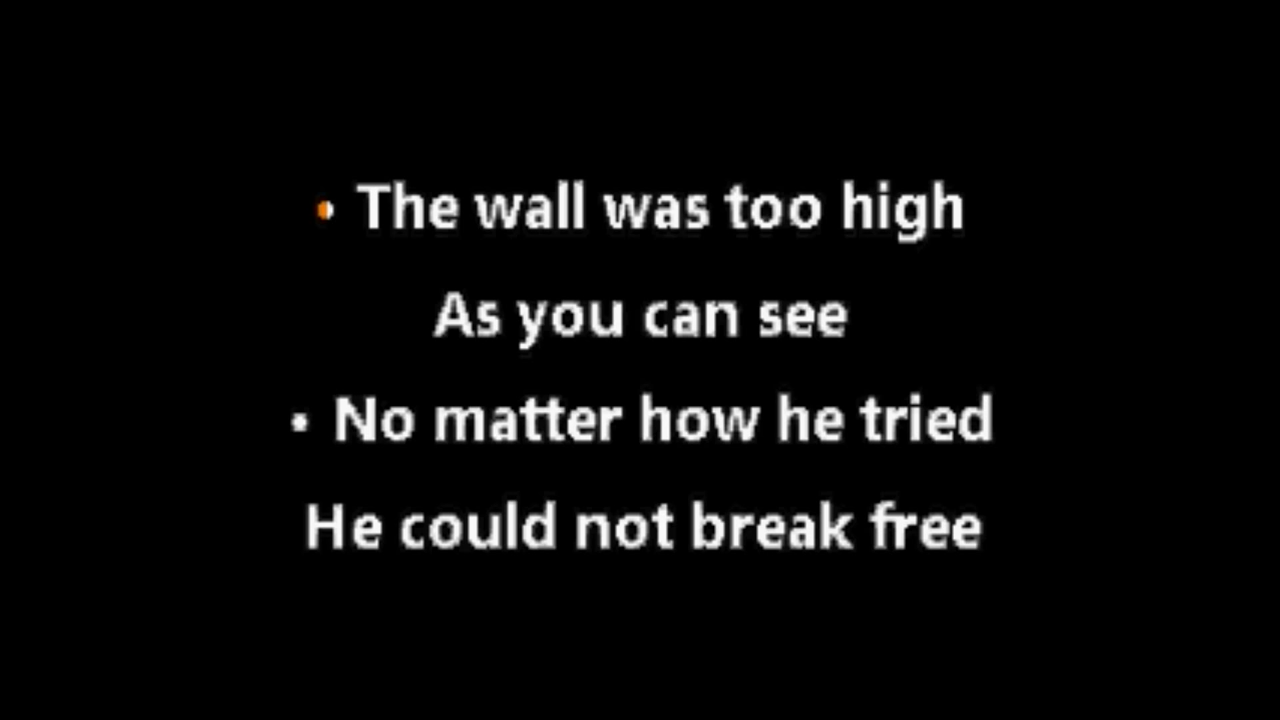 • The wall was too high
As you can see
• No matter how he tried
He could not break free